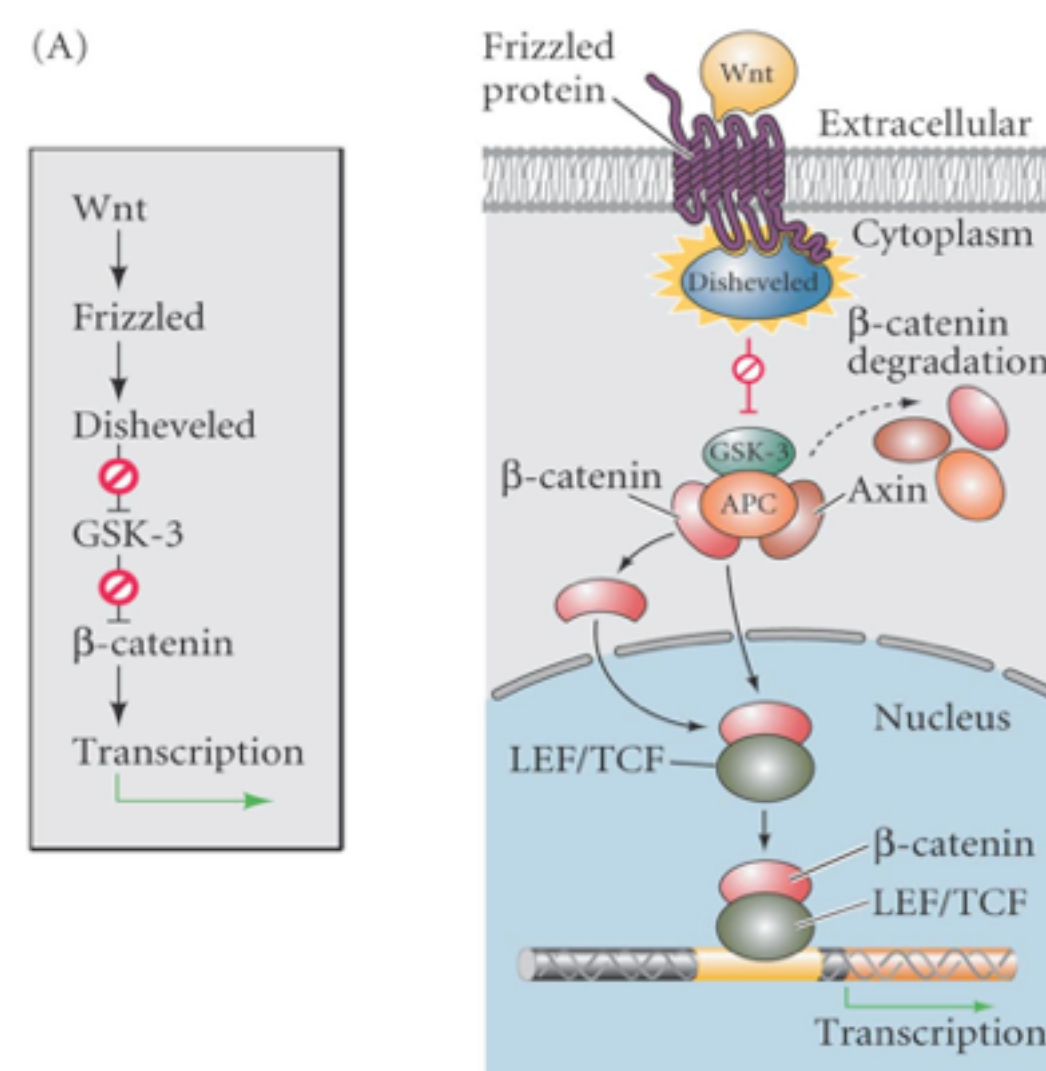 (A)
Wnt
Frizzled
Disheveled
GSK-3
β-catenin
Transcription
Frizzled
protein
Wnt
Extracellular
Cytoplasm
Disheveled
β-catenin
degradation
GSK-3
β-catenin
APC
Axin
Nucleus
LEF/TCF
β-catenin
LEF/TCF
Transcription